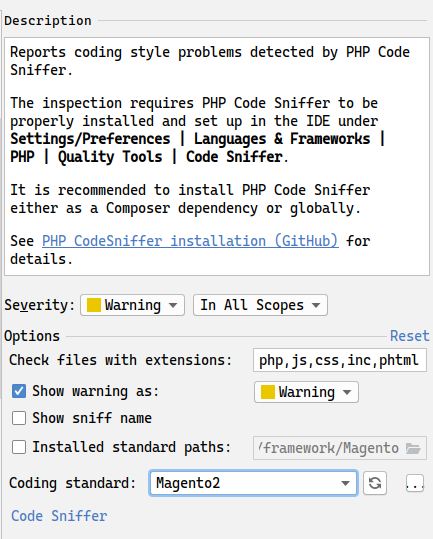 Description
Reports coding style problems detected by PHP Code
Sniffer.
The inspection requires PHP Code Sniffer to be
properly installed and set up in the IDE under
Settings/Preferences | Languages & Frameworks |
PHP | Quality Tools | Code Sniffer.
It is recommended to install PHP Code Sniffer
either as a Composer dependency or globally.
See PHP CodeSniffer installation (GitHub) for
details.
Severity: Warning In All Scopes
Options Reset
Check files with extensions: php,js,css,inc,phtml
Show warning as: Warning
Show sniff name
Installed standard paths: /framework/Magento
Coding standard: Magento2 ...
Code Sniffer